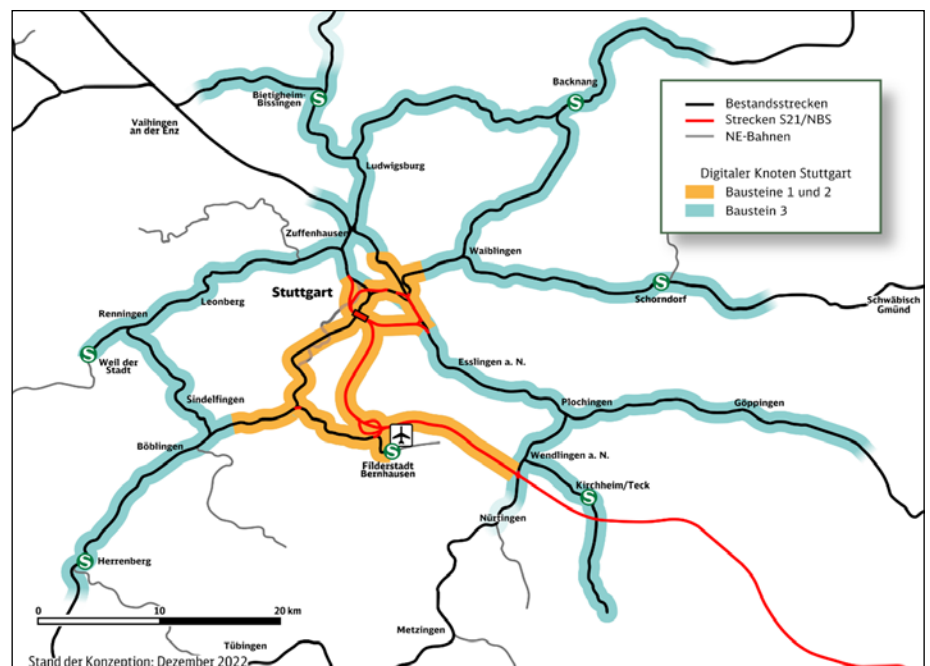 Backnang
Bietigheim-
Bissingen
Vaihingen
an der Enz
Ludwigsburg
Bestandsstrecken
Strecken S21/NBS
NE-Bahnen
Digitaler Knoten Stuttgart
Bausteine 1 und 2
Baustein 3
Zuffenhausen
Waiblingen
Stuttgart
Leonberg
Schorndorf
Schwäbisch
Gmünd
Renningen
Weil der
Stadt
Esslingen a. N.
Sindelfingen
Plochingen
Göppingen
Böblingen
Wendlingen a. N.
Filderstadt
Bernhausen
Kirchheim/Teck
Nürtingen
Herrenberg
0 10 20 km
Metzingen
Tübingen
Stand der Konzeption: Dezember 2022
S
S
S
S
S
S
S